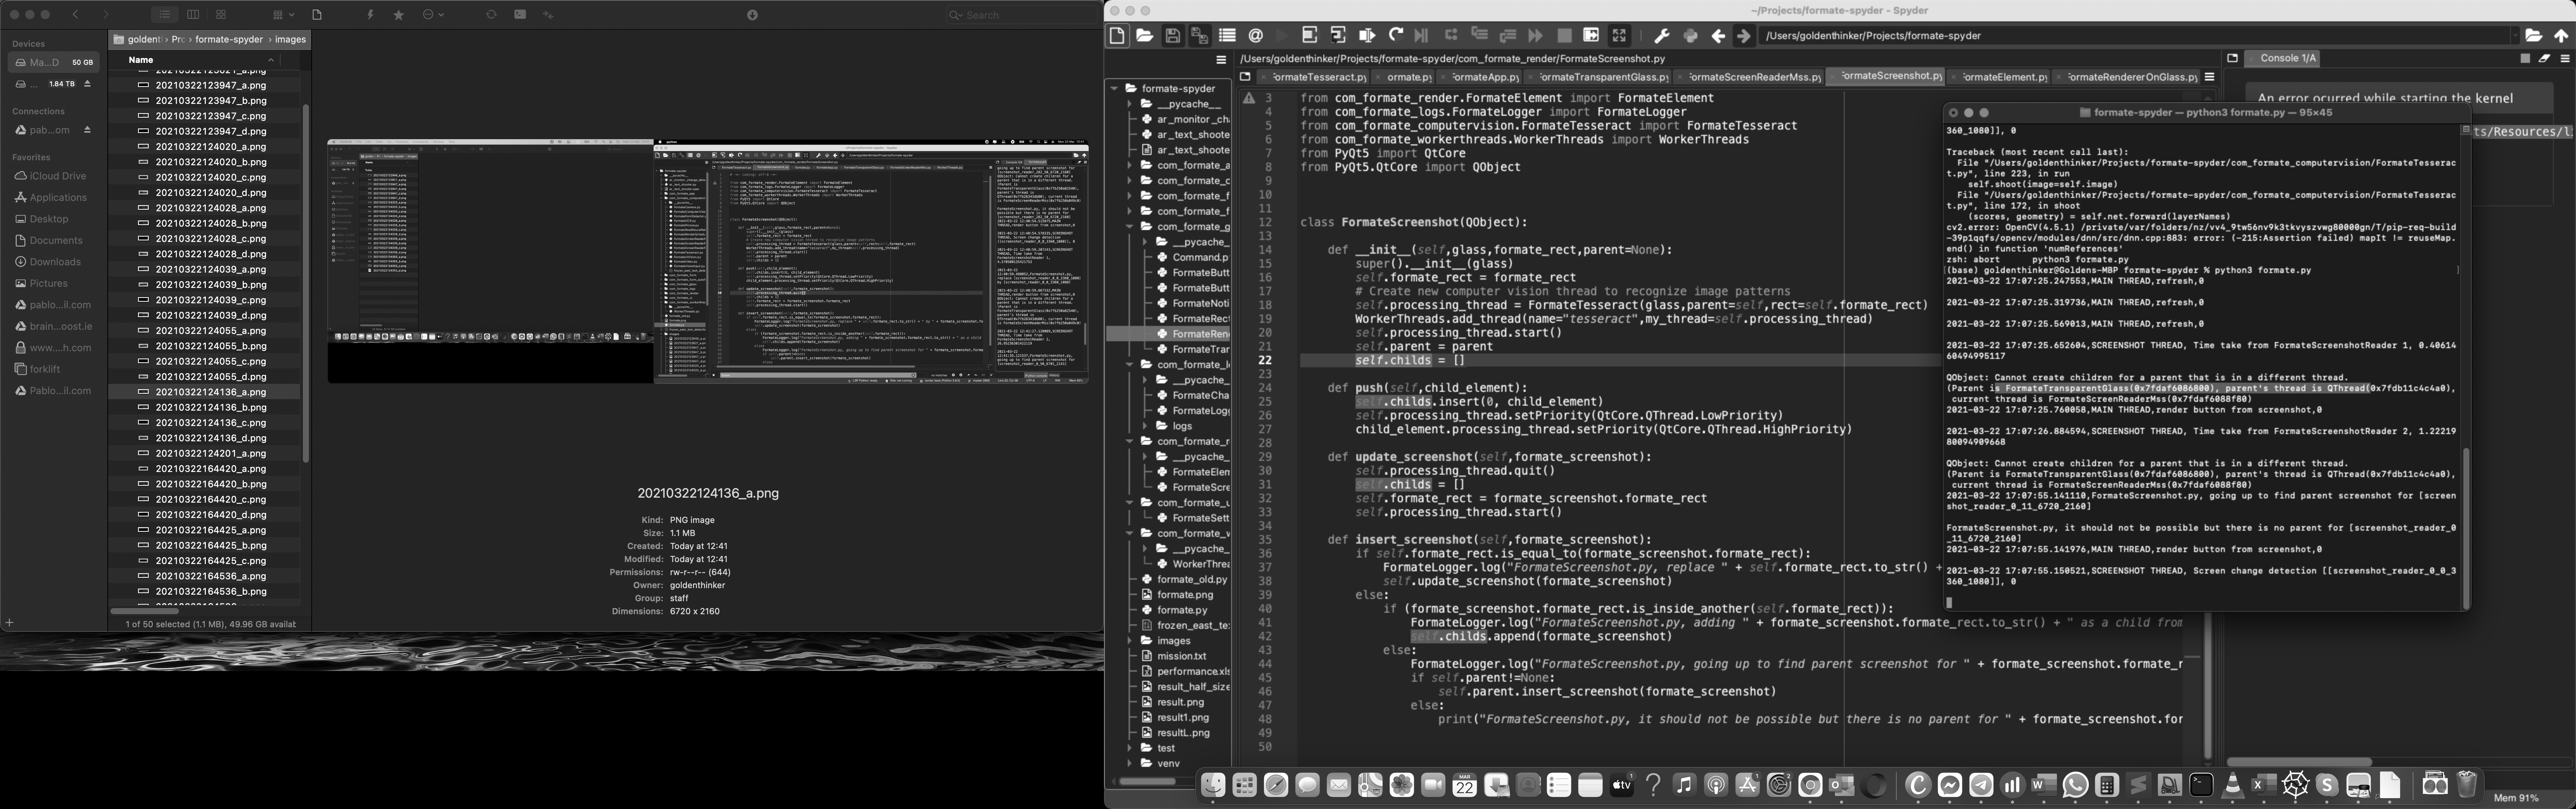 Search
Devices
Ma...D 50 GB
... 1.84 TB
Connections
pab...om
Favorites
iCloud Drive
Applications
Desktop
Documents
Downloads
Pictures
pablo....com
brain...oost.ie
www....h.com
forklift
Pablo....il.com
formate-spyder › images
Name
20210322123947_a.png
20210322123947_b.png
20210322123947_c.png
20210322123947_d.png
20210322124020_a.png
20210322124020_b.png
20210322124020_c.png
20210322124020_d.png
20210322124028_a.png
20210322124028_b.png
20210322124028_c.png
20210322124028_d.png
20210322124039_a.png
20210322124039_b.png
20210322124039_c.png
20210322124039_d.png
20210322124055_a.png
20210322124055_b.png
20210322124055_c.png
20210322124055_d.png
20210322124136_a.png
20210322124136_b.png
20210322124136_c.png
20210322124136_d.png
20210322124201_a.png
20210322164420_a.png
20210322164420_b.png
20210322164420_c.png
20210322164420_d.png
20210322164425_a.png
20210322164425_b.png
20210322164425_c.png
20210322164536_a.png
20210322164536_b.png
1 of 50 selected (1.1 MB), 49.96 GB availat
20210322124136_a.png
Kind: PNG image
Size: 1.1 MB
Created: Today at 12:41
Modified: Today at 12:41
Permissions: rw-r--r-- (644)
Owner: goldenthinker
Group: staff
Dimensions: 6720 x 2160
~/Projects/formate-spyder - Spyder
/Users/goldenthinker/Projects/formate-spyder
/Users/goldenthinker/Projects/formate-spyder/com_formate_render/FormateScreenshot.py
formate-spyder
__pycache__
ar_monitor_cha
ar_text_shoote
ar_text_shoote
com_formate_a
com_formate_c
com_formate_f
com_formate_f
com_formate_g
__pycache_
Command.py
FormateButt
FormateButt
FormateNoti
FormateRect
FormateRen
FormateTrar
com_formate_l
__pycache_
FormateCha
FormateLogg
logs
com_formate_r
__pycache_
FormateElem
FormateScre
com_formate_u
FormateSett
com_formate_v
__pycache_
WorkerThrea
formate_old.py
formate.png
formate.py
frozen_east_te:
images
mission.txt
performance.xls
result_half_size
result.png
result1.png
resultL.png
test
venv
ormateTesseract.py ormate.py FormateApp.py ormateTransparentGlass.py ormateScreenReaderMss.py ormateScreenshot.py ormateElement.py ormateRendererOnGlass.py
3 from com_formate_render.FormateElement import FormateElement
4 from com_formate_logs.FormateLogger import FormateLogger
5 from com_formate_computervision.FormateTesseract import FormateTesseract
6 from com_formate_workerthreads.WorkerThreads import WorkerThreads
7 from PyQt5 import QtCore
8 from PyQt5.QtCore import QObject
9
10
11
12 class FormateScreenshot(QObject):
13
14 def __init__(self,glass,formate_rect,parent=None):
15 super().__init__(glass)
16 self.formate_rect = formate_rect
17 # Create new computer vision thread to recognize image patterns
18 self.processing_thread = FormateTesseract(glass,parent=self,rect=self.formate_rect)
19 WorkerThreads.add_thread(name="tesseract",my_thread=self.processing_thread)
20 self.processing_thread.start()
21 self.parent = parent
22 self.childs = []
23
24 def push(self,child_element):
25 self.childs.insert(0, child_element)
26 self.processing_thread.setPriority(QtCore.QThread.LowPriority)
27 child_element.processing_thread.setPriority(QtCore.QThread.HighPriority)
28
29 def update_screenshot(self,formate_screenshot):
30 self.processing_thread.quit()
31 self.childs = []
32 self.formate_rect = formate_screenshot.formate_rect
33 self.processing_thread.start()
34
35 def insert_screenshot(self,formate_screenshot):
36 if self.formate_rect.is_equal_to(formate_screenshot.formate_rect):
37 FormateLogger.log("FormateScreenshot.py, replace " + self.formate_rect.to_str() +
38 self.update_screenshot(formate_screenshot)
39 else:
40 if (formate_screenshot.formate_rect.is_inside_another(self.formate_rect)):
41 FormateLogger.log("FormateScreenshot.py, adding " + formate_screenshot.formate_rect.to_str() + " as a child from
42 self.childs.append(formate_screenshot)
43 else:
44 FormateLogger.log("FormateScreenshot.py, going up to find parent screenshot for " + formate_screenshot.formate_r
45 if self.parent!=None:
46 self.parent.insert_screenshot(formate_screenshot)
47 else:
48 print("FormateScreenshot.py, it should not be possible but there is no parent for " + formate_screenshot.for
49
50
Console 1/A
An error ocurred while starting the kernel
ts/Resources/l
formate-spyder — python3 formate.py — 95×45
360_1080]], 0
Traceback (most recent call last):
File "/Users/goldenthinker/Projects/formate-spyder/com_formate_computervision/FormateTesserac
t.py", line 223, in run
self.shoot(image=self.image)
File "/Users/goldenthinker/Projects/formate-spyder/com_formate_computervision/FormateTesserac
t.py", line 172, in shoot
(scores, geometry) = self.net.forward(layerNames)
cv2.error: OpenCV(4.5.1) /private/var/folders/nz/vv4_9tw56nv9k3tkvyszvwg80000gn/T/pip-req-build
-39p1qqfs/opencv/modules/dnn/src/dnn.cpp:883: error: (-215:Assertion failed) mapIt != reuseMap.
end() in function 'numReferences'
zsh: abort python3 formate.py
(base) goldenthinker@Goldens-MBP formate-spyder % python3 formate.py
2021-03-22 17:07:25.247553,MAIN THREAD,refresh,0
2021-03-22 17:07:25.319736,MAIN THREAD,refresh,0
2021-03-22 17:07:25.569013,MAIN THREAD,refresh,0
2021-03-22 17:07:25.652604,SCREENSHOT THREAD, Time take from FormateScreenshotReader 1, 0.40614
60494995117
QObject: Cannot create children for a parent that is in a different thread.
(Parent is FormateTransparentGlass(0x7fdaf6086800), parent's thread is QThread(0x7fdb11c4c4a0),
current thread is FormateScreenReaderMss(0x7fdaf6088f80)
2021-03-22 17:07:25.760058,MAIN THREAD,render button from screenshot,0
2021-03-22 17:07:26.884594,SCREENSHOT THREAD, Time take from FormateScreenshotReader 2, 1.22219
80094909668
QObject: Cannot create children for a parent that is in a different thread.
(Parent is FormateTransparentGlass(0x7fdaf6086800), parent's thread is QThread(0x7fdb11c4c4a0),
current thread is FormateScreenReaderMss(0x7fdaf6088f80)
2021-03-22 17:07:55.141110,FormateScreenshot.py, going up to find parent screenshot for [screen
shot_reader_0_11_6720_2160]
FormateScreenshot.py, it should not be possible but there is no parent for [screenshot_reader_0
_11_6720_2160]
2021-03-22 17:07:55.141976,MAIN THREAD,render button from screenshot,0
2021-03-22 17:07:55.150521,SCREENSHOT THREAD, Screen change detection [[screenshot_reader_0_0_3
360_1080]], 0
MAR
22
tv
Mem 91%